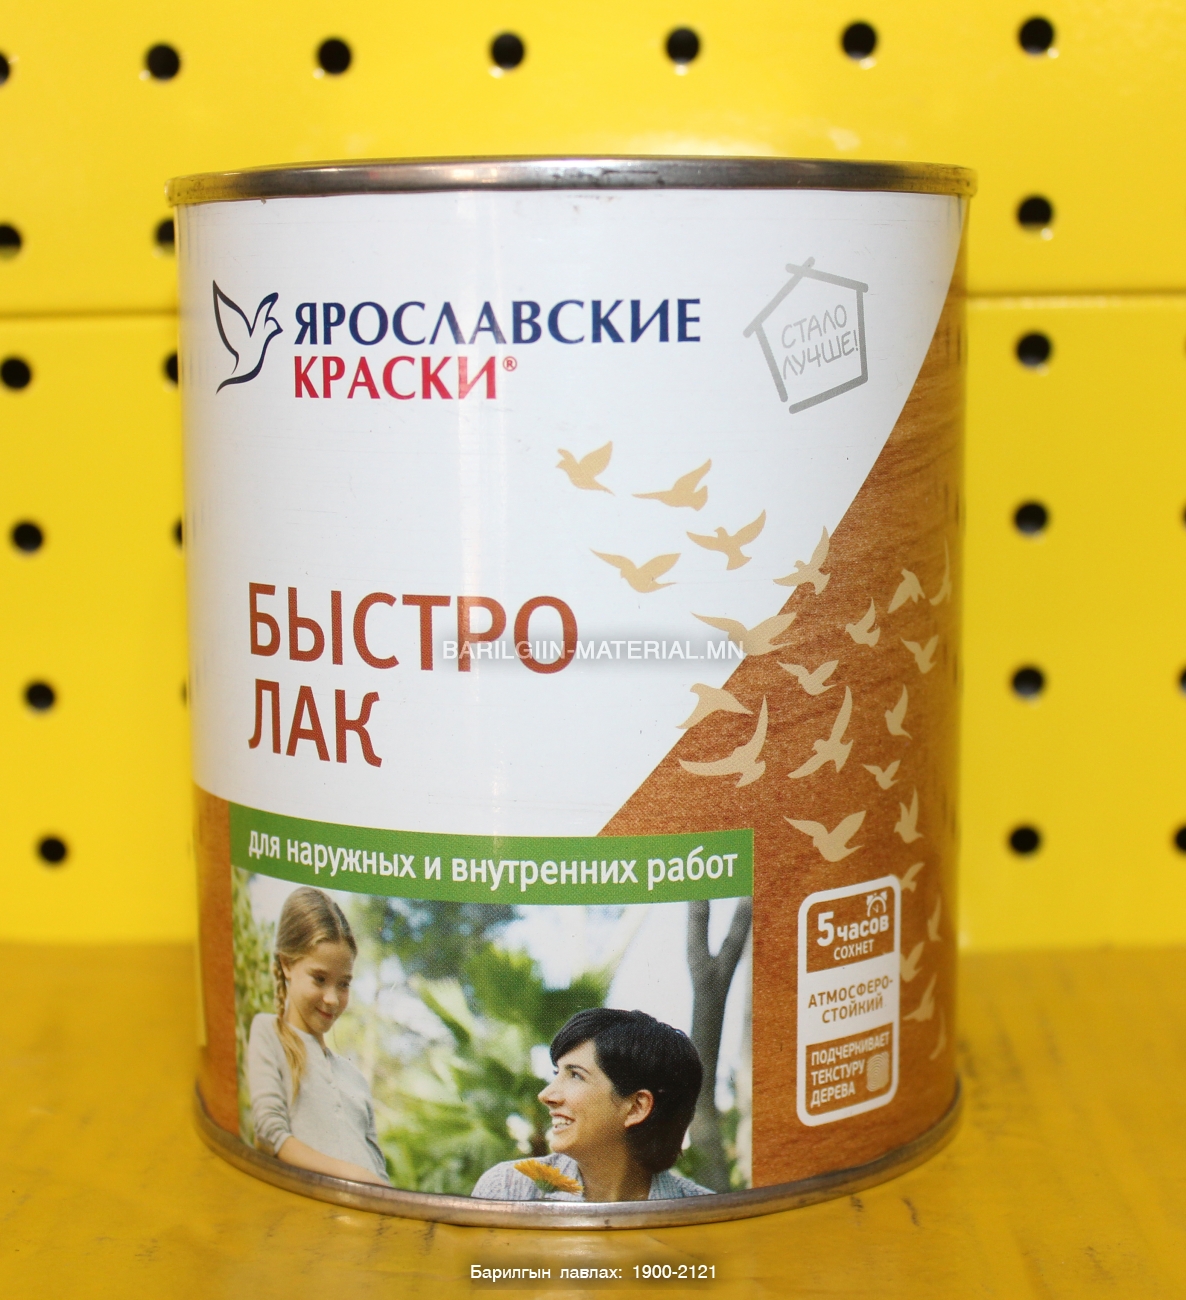 ЯРОСЛАВСКИЕ
КРАСКИ®
СТАЛО
ЛУЧШЕ!
БЫСТРО
ЛАК
BARILGIIN-MATERIAL.MN
для наружных и внутренних работ
5 часов
СОХНЕТ
АТМОСФЕРО-
СТОЙКИЙ
ПОДЧЕРКИВАЕТ
ТЕКСТУРУ
ДЕРЕВА
Барилгын лавлах: 1900-2121